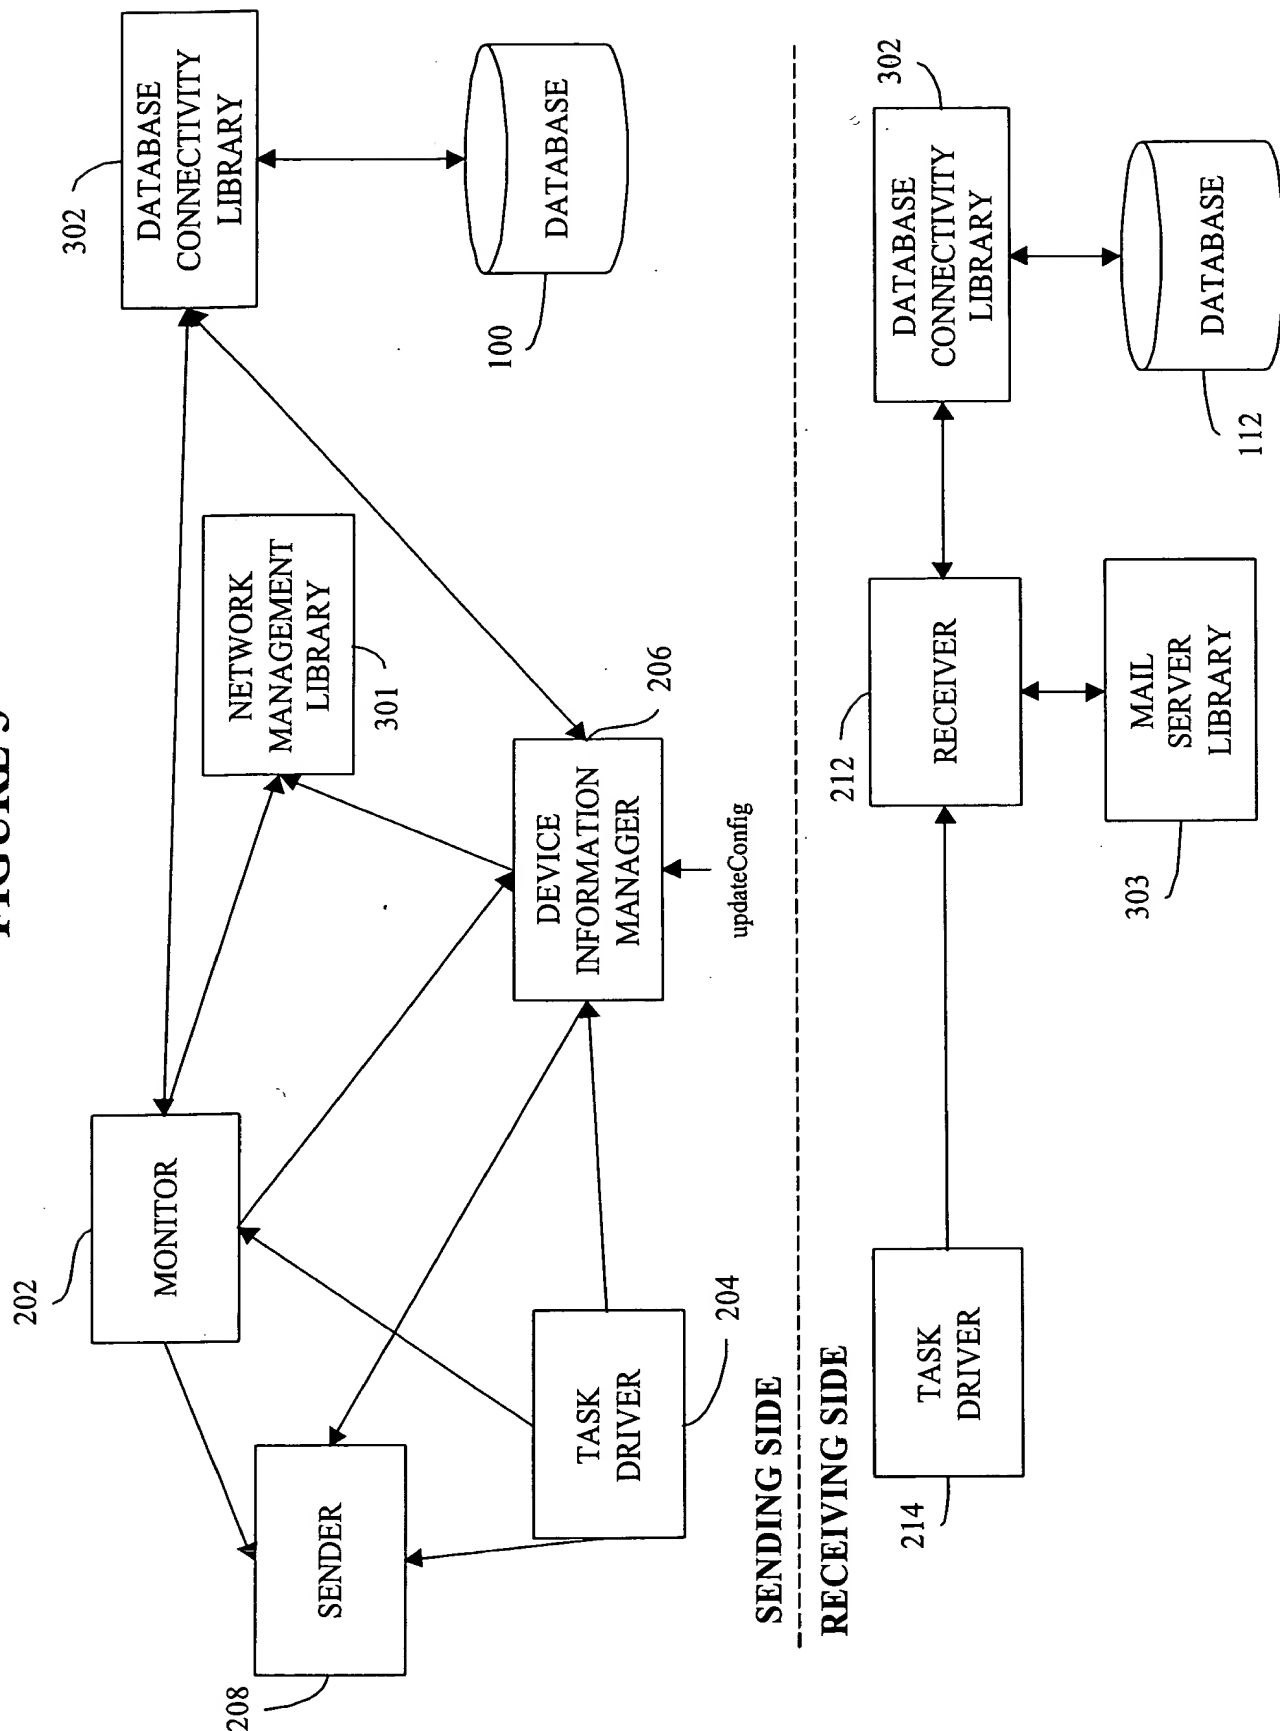 302
DATABASE
CONNECTIVITY
LIBRARY
DATABASE
100
NETWORK
MANAGEMENT
LIBRARY
301
206
DEVICE
INFORMATION
MANAGER
updateConfig
202
MONITOR
204
TASK
DRIVER
208
SENDER
SENDING SIDE
RECEIVING SIDE
302
DATABASE
CONNECTIVITY
LIBRARY
DATABASE
112
212
RECEIVER
MAIL
SERVER
LIBRARY
303
TASK
DRIVER
214